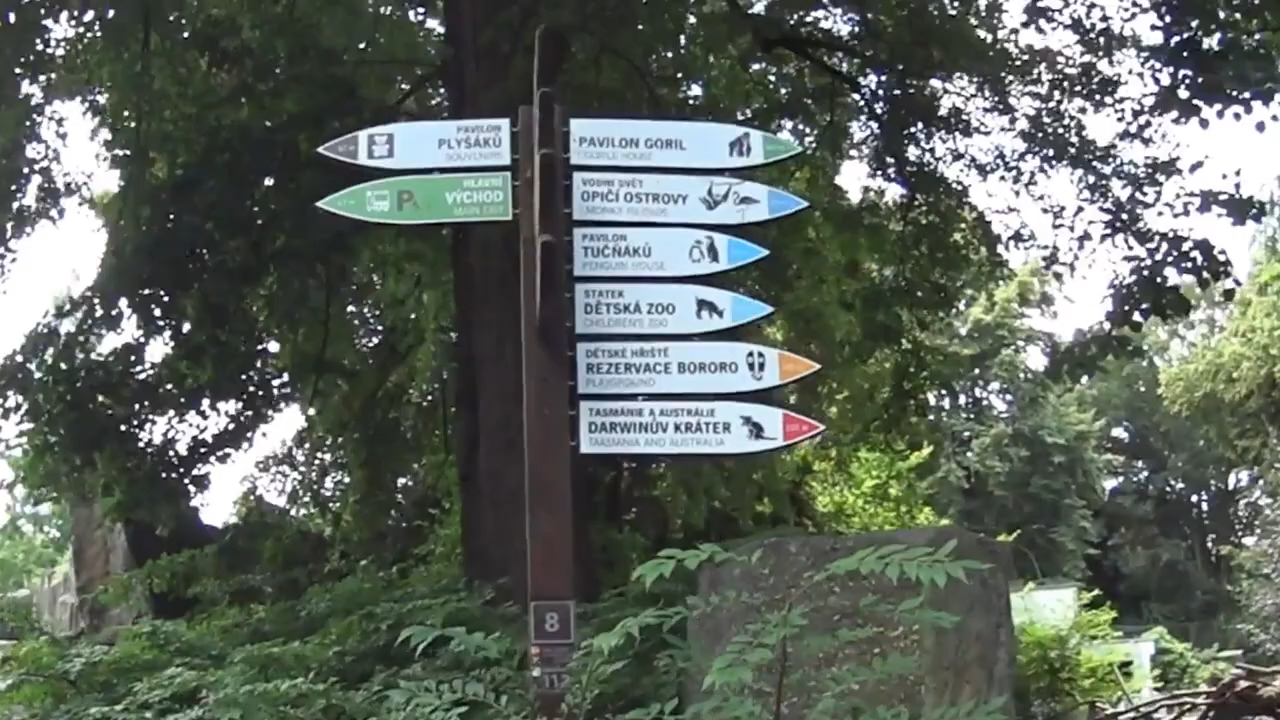 PAVILON
PLYŠÁKŮ
SOUVENIRS
HLAVNÍ
VÝCHOD
MAIN EXIT
PAVILON GORIL
GORILA HOUSE
VODNÍ SVĚT
OPIČÍ OSTROVY
MONKEY ISLANDS
PAVILON
TUČŇÁKŮ
PENGUIN HOUSE
STATEK
DĚTSKÁ ZOO
CHILDREN'S ZOO
DĚTSKÉ HŘIŠTĚ
REZERVACE BORORO
PLAYGROUND
TASMÁNIE A AUSTRÁLIE
DARWINŮV KRÁTER
TASMANIA AND AUSTRALIA
8
112